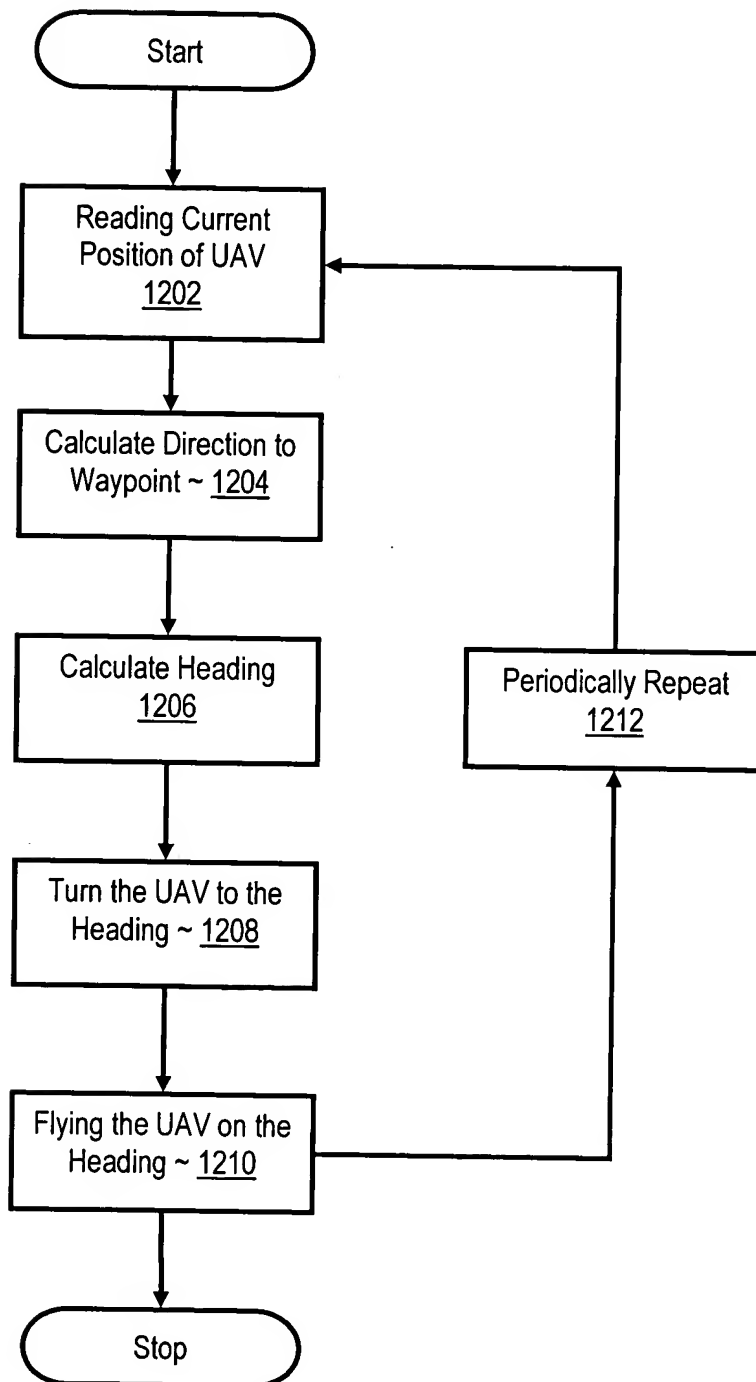 Start
Reading Current
Position of UAV
1202
Calculate Direction to
Waypoint ~ 1204
Calculate Heading
1206
Periodically Repeat
1212
Turn the UAV to the
Heading ~ 1208
Flying the UAV on the
Heading ~ 1210
Stop